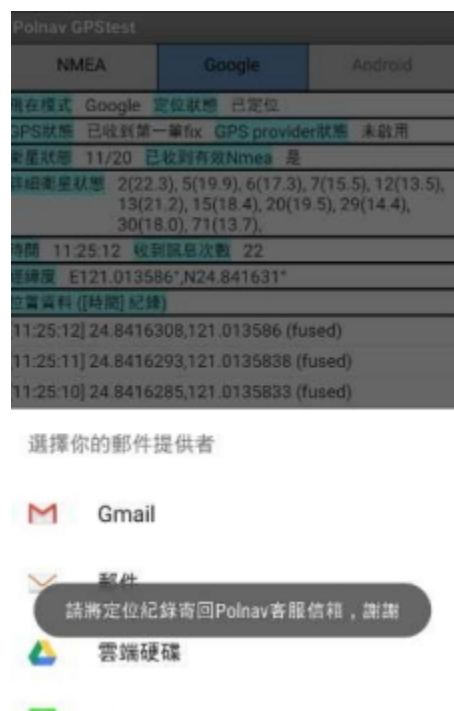 Polnav GPStest
NMEA Google Android
現在模式 Google 定位狀態 已定位
GPS狀態 已收到第一筆fix GPS provider狀態 未啟用
衛星狀態 11/20 已收到有效Nmea 是
詳細衛星狀態 2(22.3), 5(19.9), 6(17.3), 7(15.5), 12(13.5),
13(21.2), 15(18.4), 20(19.5), 29(14.4),
30(18.0), 71(13.7),
時間 11:25:12 收到訊息次數 22
經緯度 E121.013586°,N24.841631°
位置資料 ([時間] 紀錄)
[11:25:12] 24.8416308,121.013586 (fused)
[11:25:11] 24.8416293,121.0135838 (fused)
[11:25:10] 24.8416285,121.0135833 (fused)
選擇你的郵件提供者
Gmail
郵件
請將定位紀錄寄回Polnav客服信箱，謝謝
雲端硬碟